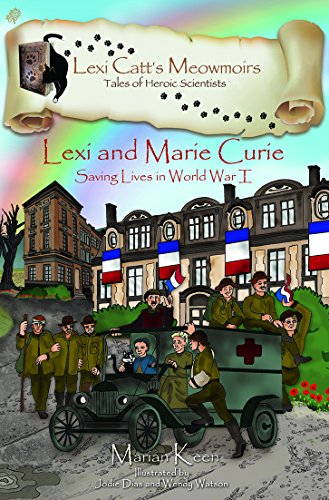 Lexi Catt's Meowmoirs
Tales of Heroic Scientists
Lexi and Marie Curie
Saving Lives in World War I
Marian Keen
Illustrated by
Jodie Dias and Wendy Watson